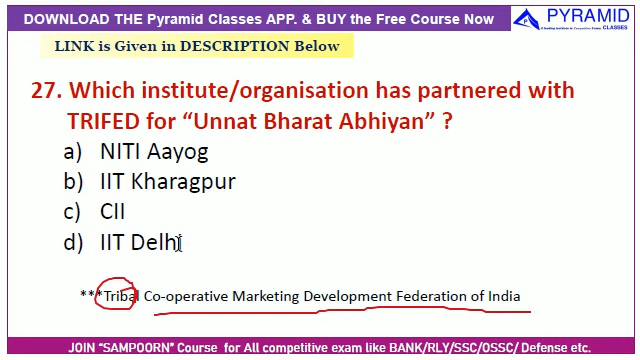 DOWNLOAD THE Pyramid Classes APP. & BUY the Free Course Now
PYRAMID
CLASSES
LINK is Given in DESCRIPTION Below
27. Which institute/organisation has partnered with
TRIFED for “Unnat Bharat Abhiyan” ?
a) NITI Aayog
b) IIT Kharagpur
c) CII
d) IIT Delhi
***Tribal Co-operative Marketing Development Federation of India
JOIN “SAMPOORN” Course for All competitive exam like BANK/RLY/SSC/OSSC/ Defense etc.